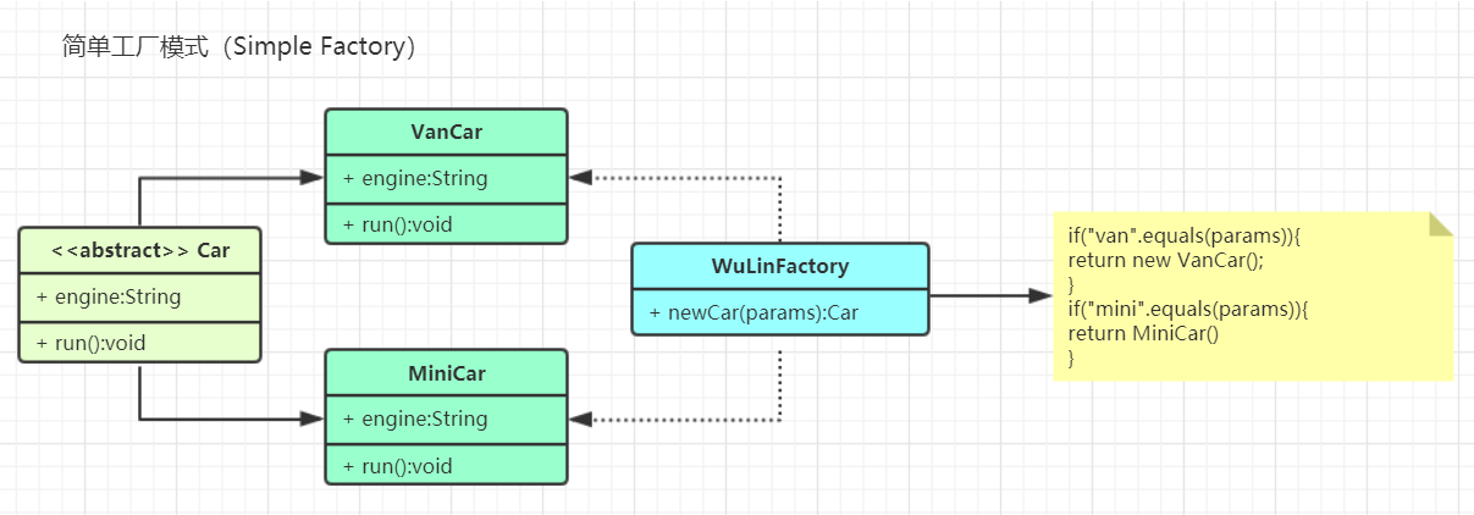 简单工厂模式（Simple Factory）
VanCar
+ engine:String
+ run():void
<<abstract>> Car
+ engine:String
+ run():void
MiniCar
+ engine:String
+ run():void
WuLinFactory
+ newCar(params):Car
if("van".equals(params)){
return new VanCar();
}
if("mini".equals(params)){
return MiniCar()
}